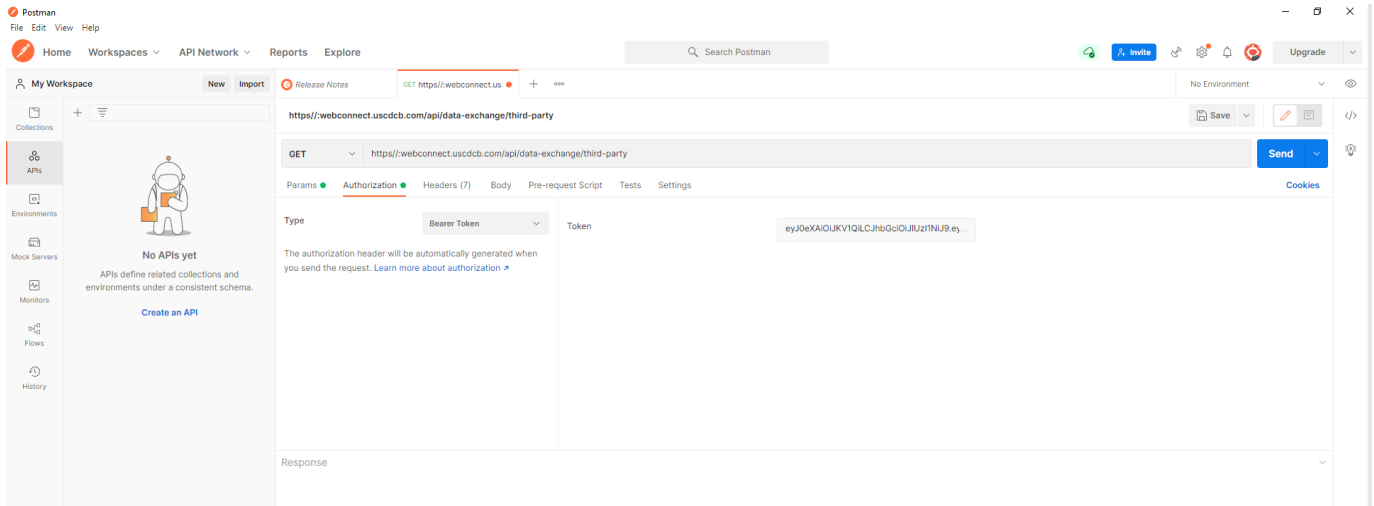 Postman
File Edit View Help
Home Workspaces API Network Reports Explore
Search Postman
Invite
Upgrade
My Workspace
New Import
Release Notes
GET https//:webconnect.us
No Environment
Collections
https//:webconnect.uscdcb.com/api/data-exchange/third-party
Save
APIs
GET
https//:webconnect.uscdcb.com/api/data-exchange/third-party
Send
Params Authorization Headers (7) Body Pre-request Script Tests Settings
Cookies
Environments
Type
Bearer Token
Token
eyJ0eXAiOiJKV1QiLCJhbGciOiJIUzI1NiJ9.ey...
The authorization header will be automatically generated when
you send the request. Learn more about authorization
Mock Servers
No APIs yet
APIs define related collections and
environments under a consistent schema.
Create an API
Monitors
Flows
History
Response